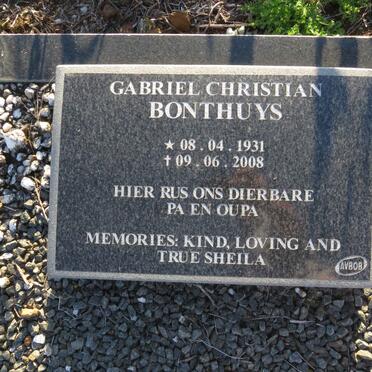 GABRIEL CHRISTIAN
BONTHUYS
★ 08.04.1931
✝ 09.06.2008
HIER RUS ONS DIERBARE
PA EN OUPA
MEMORIES: KIND, LOVING AND
TRUE SHEILA
AVBOB